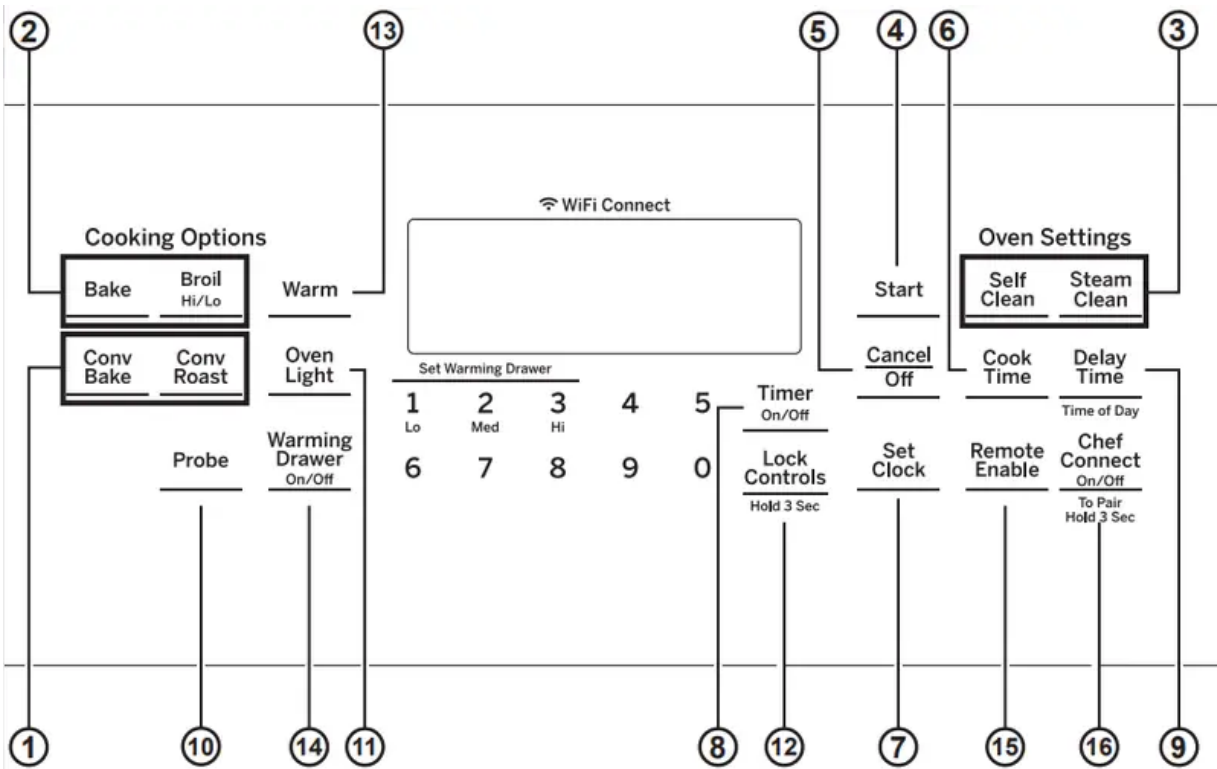 2
13
5
4
6
3
WiFi Connect
Cooking Options
Oven Settings
Bake
Broil
Hi/Lo
Warm
Start
Self
Clean
Steam
Clean
Conv
Bake
Conv
Roast
Oven
Light
Set Warming Drawer
Cancel
Off
Cook
Time
Delay
Time
Time of Day
1
Lo
2
Med
3
Hi
4
5
Timer
On/Off
Probe
Warming
Drawer
On/Off
6
7
8
9
0
Lock
Controls
Hold 3 Sec
Set
Clock
Remote
Enable
Chef
Connect
On/Off
To Pair
Hold 3 Sec
1
10
14
11
8
12
7
15
16
9